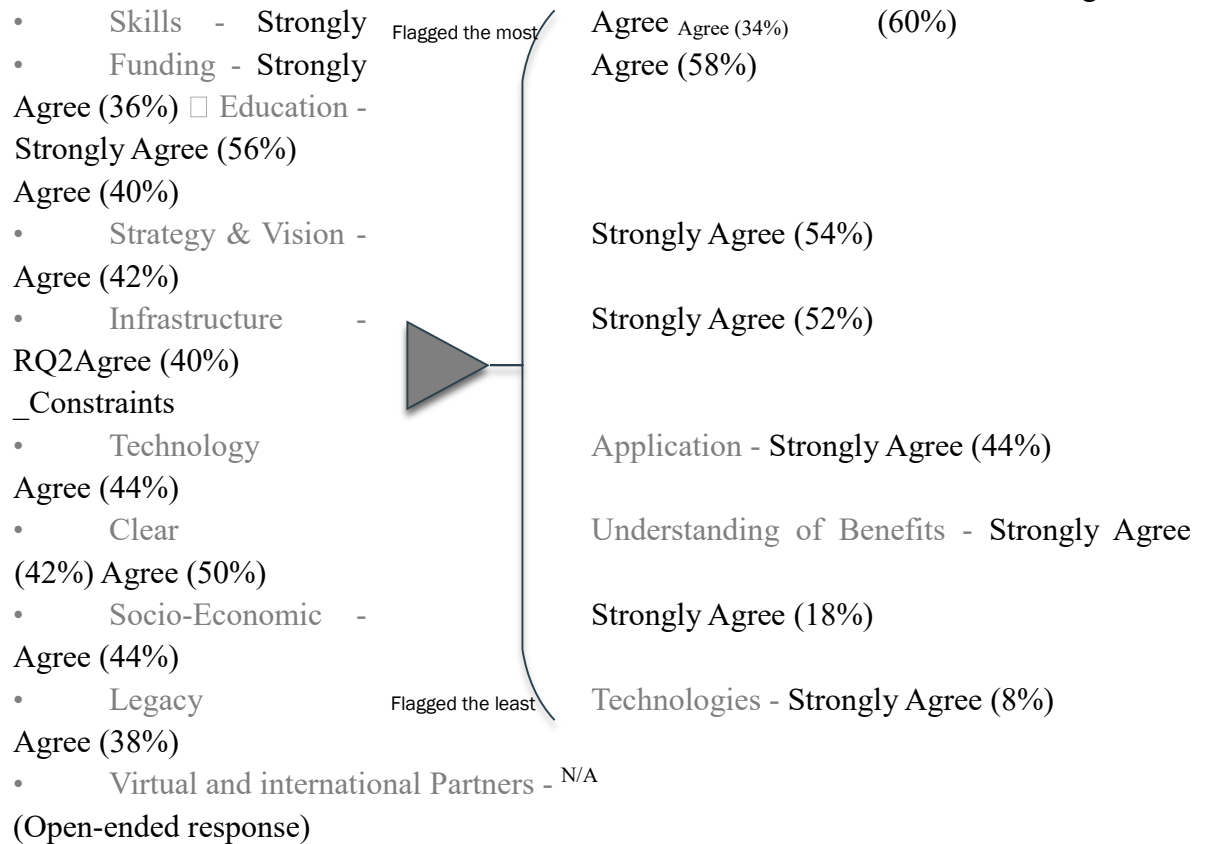 • Skills - Strongly Flagged the most Agree Agree (34%) (60%)
• Funding - Strongly Agree (58%)
Agree (36%) □ Education -
Strongly Agree (56%)
Agree (40%)
• Strategy & Vision - Strongly Agree (54%)
Agree (42%)
• Infrastructure - Strongly Agree (52%)
RQ2Agree (40%)
_Constraints
• Technology Application - Strongly Agree (44%)
Agree (44%)
• Clear Understanding of Benefits - Strongly Agree
(42%) Agree (50%)
• Socio-Economic - Strongly Agree (18%)
Agree (44%)
• Legacy Flagged the least Technologies - Strongly Agree (8%)
Agree (38%)
• Virtual and international Partners - N/A
(Open-ended response)